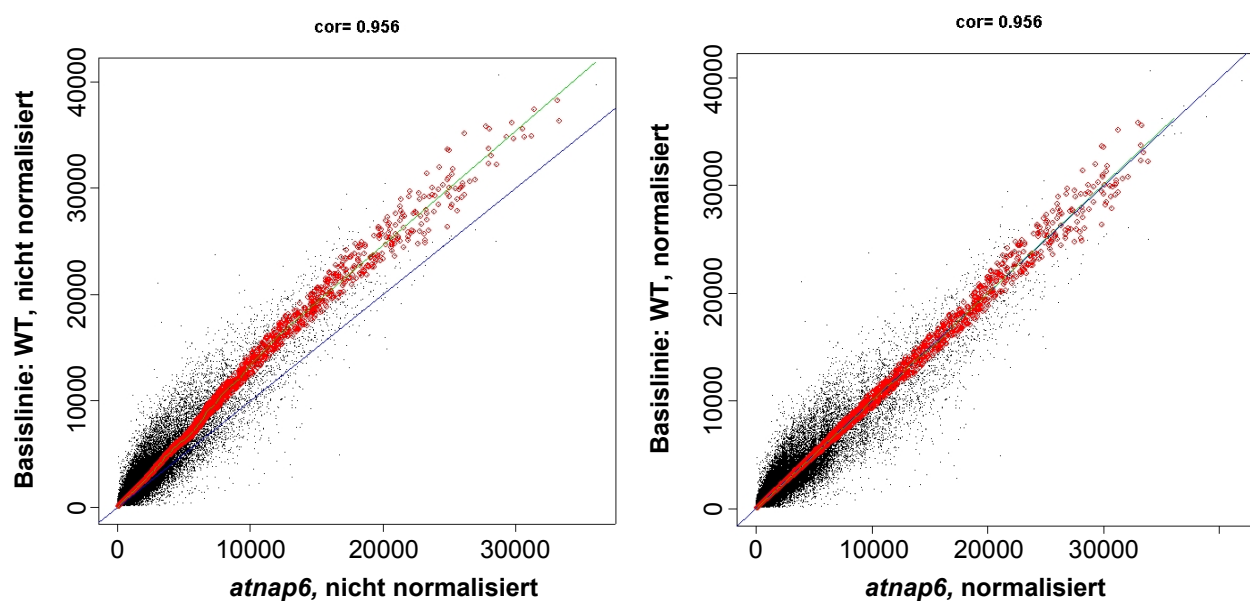 cor= 0.956
Basislinie: WT, nicht normalisiert
40000
30000
20000
10000
0
0 10000 20000 30000
atnap6, nicht normalisiert
cor= 0.956
Basislinie: WT, normalisiert
40000
30000
20000
10000
0
0 10000 20000 30000
atnap6, normalisiert